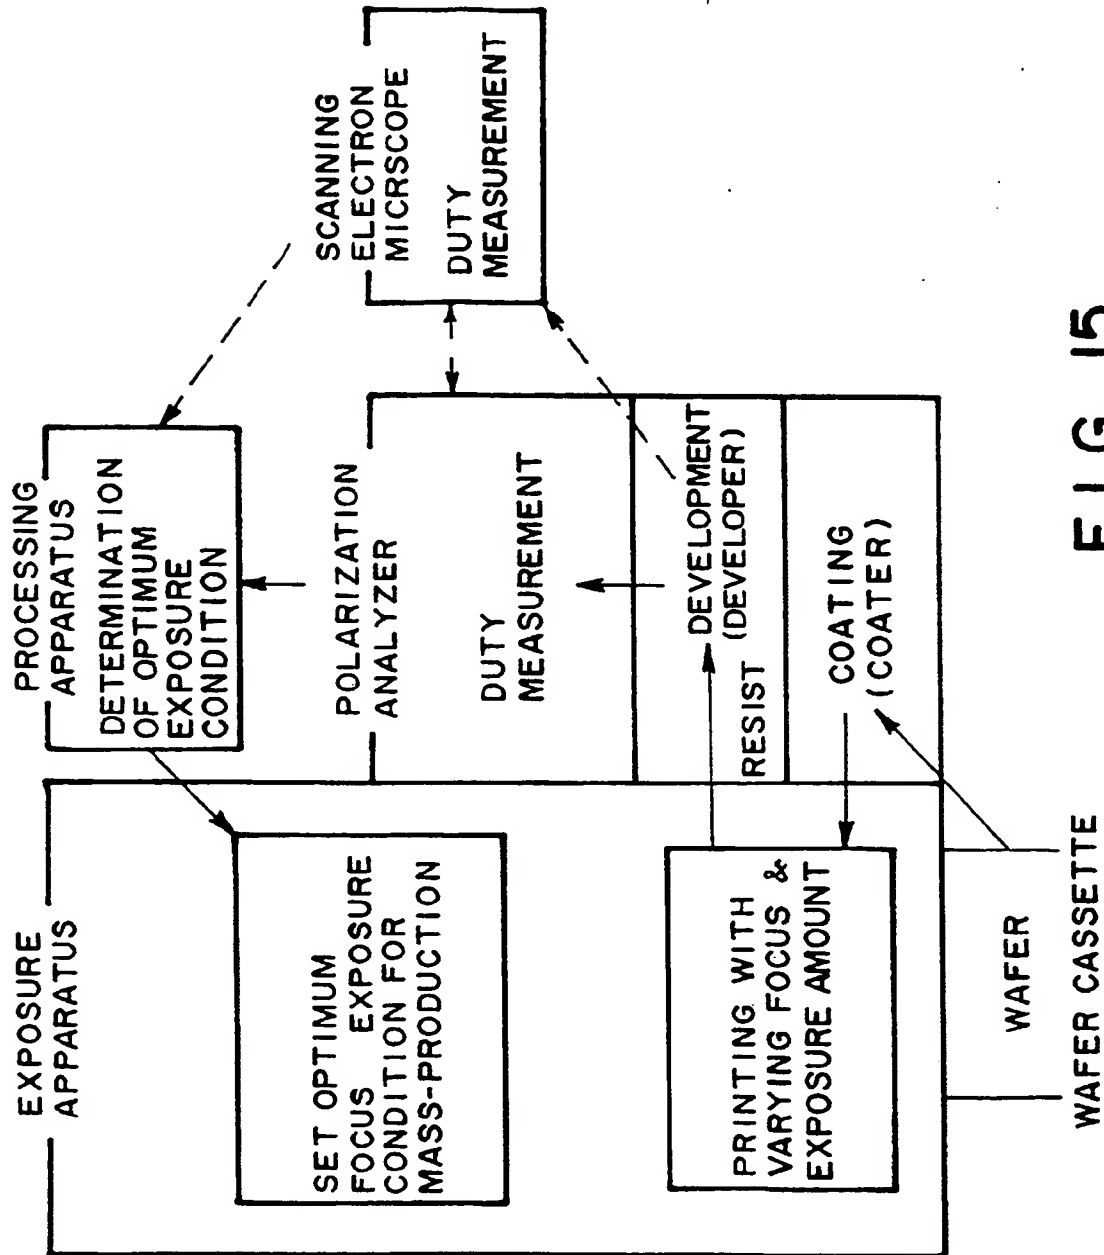 EXPOSURE
APPARATUS
SET OPTIMUM
FOCUS EXPOSURE
CONDITION FOR
MASS-PRODUCTION
PRINTING WITH
VARYING FOCUS &
EXPOSURE AMOUNT
WAFER
WAFER CASSETTE
PROCESSING
APPARATUS
DETERMINATION
OF OPTIMUM
EXPOSURE
CONDITION
POLARIZATION
ANALYZER
DUTY
MEASUREMENT
RESIST
DEVELOPMENT
(DEVELOPER)
COATING
(COATER)
SCANNING
ELECTRON
MICRSCOPE
DUTY
MEASUREMENT
FIG. 15